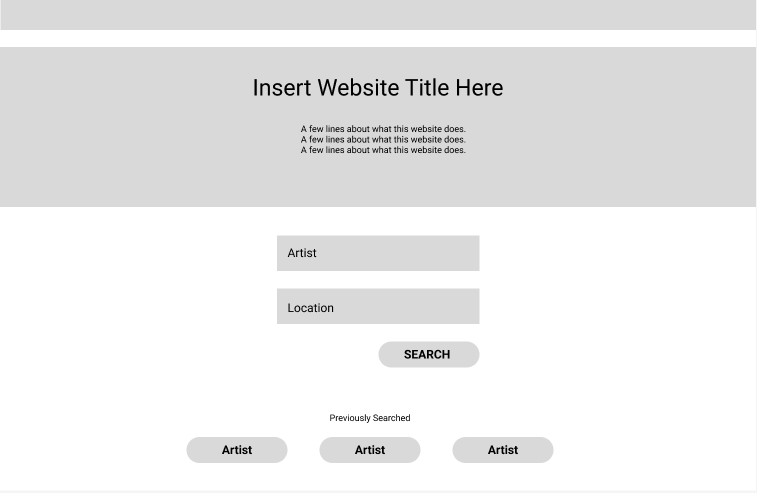 Insert Website Title Here
A few lines about what this website does.
A few lines about what this website does.
A few lines about what this website does.
Artist
Location
SEARCH
Previously Searched
Artist Artist Artist